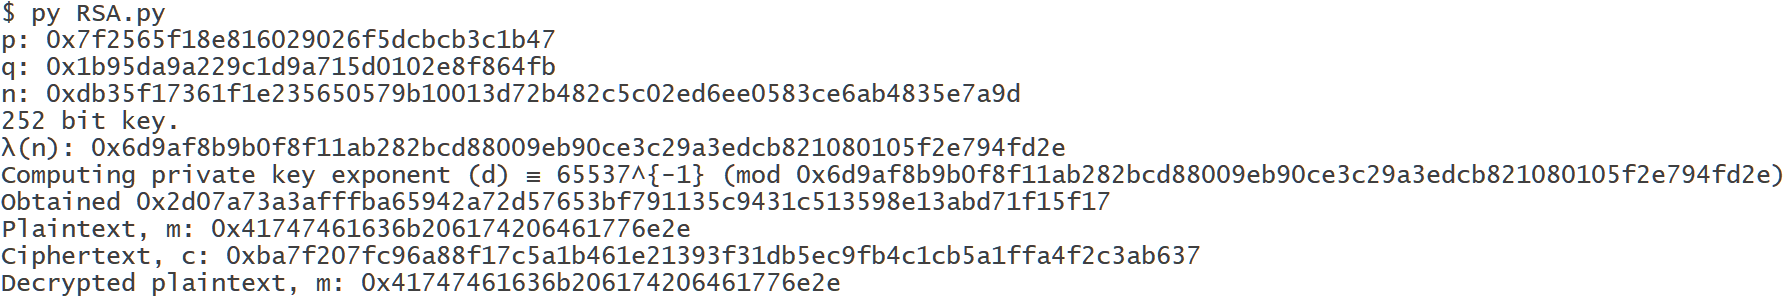 $ py RSA.py
p: 0x7f2565f18e816029026f5dcbcb3c1b47
q: 0x1b95da9a229c1d9a715d0102e8f864fb
n: 0xdb35f17361f1e235650579b10013d72b482c5c02ed6ee0583ce6ab4835e7a9d
252 bit key.
λ(n): 0x6d9af8b9b0f8f11ab282bcd88009eb90ce3c29a3edcb821080105f2e794fd2e
Computing private key exponent (d) ≡ 65537^{-1} (mod 0x6d9af8b9b0f8f11ab282bcd88009eb90ce3c29a3edcb821080105f2e794fd2e)
Obtained 0x2d07a73a3afffba65942a72d57653bf791135c9431c513598e13abd71f15f17
Plaintext, m: 0x41747461636b206174206461776e2e
Ciphertext, c: 0xba7f207fc96a88f17c5a1b461e21393f31db5ec9fb4c1cb5a1ffa4f2c3ab637
Decrypted plaintext, m: 0x41747461636b206174206461776e2e